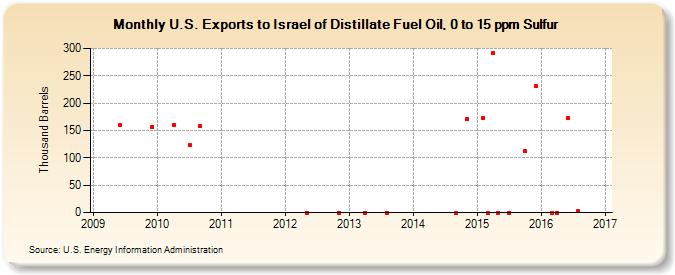 Monthly U.S. Exports to Israel of Distillate Fuel Oil, 0 to 15 ppm Sulfur
Thousand Barrels
300
250
200
150
100
50
0
2009 2010 2011 2012 2013 2014 2015 2016 2017
Source: U.S. Energy Information Administration